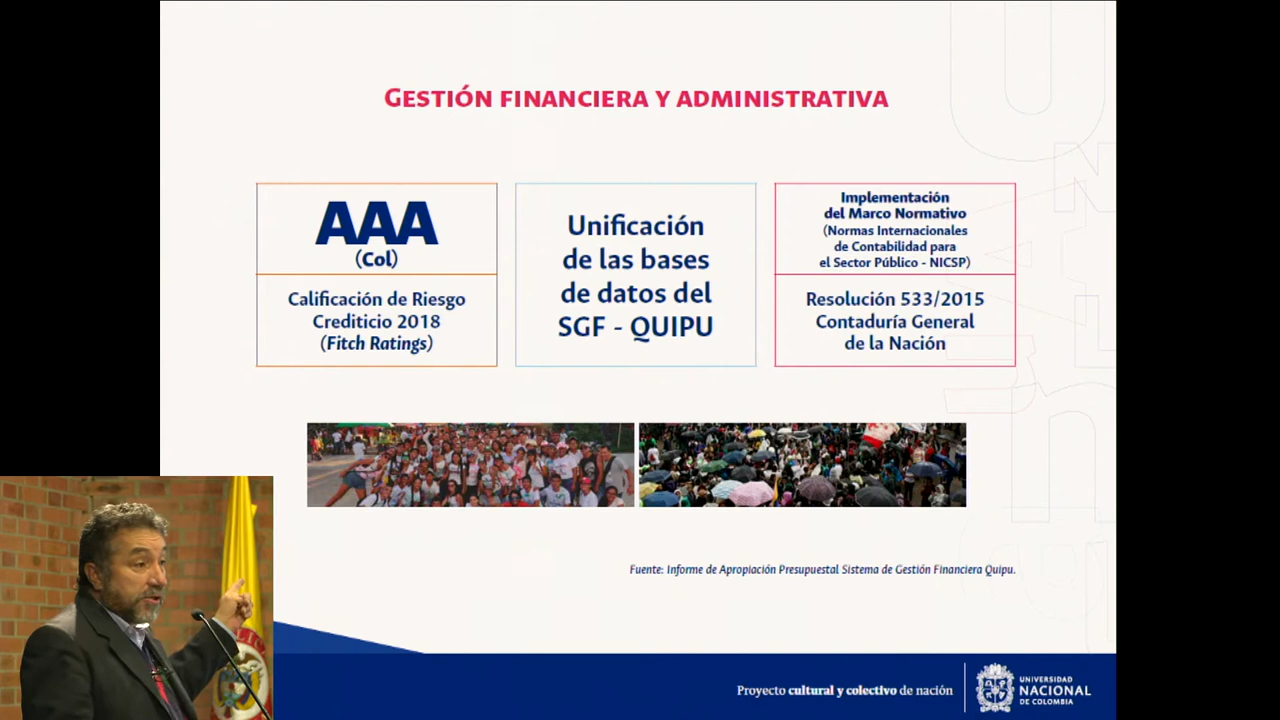 GESTIÓN FINANCIERA Y ADMINISTRATIVA
AAA
(Col)
Calificación de Riesgo
Crediticio 2018
(Fitch Ratings)
Unificación
de las bases
de datos del
SGF - QUIPU
Implementación
del Marco Normativo
(Normas Internacionales
de Contabilidad para
el Sector Público - NICSP)
Resolución 533/2015
Contaduría General
de la Nación
Fuente: Informe de Apropiación Presupuestal Sistema de Gestión Financiera Quipu.
Proyecto cultural y colectivo de nación
UNIVERSIDAD
NACIONAL
DE COLOMBIA